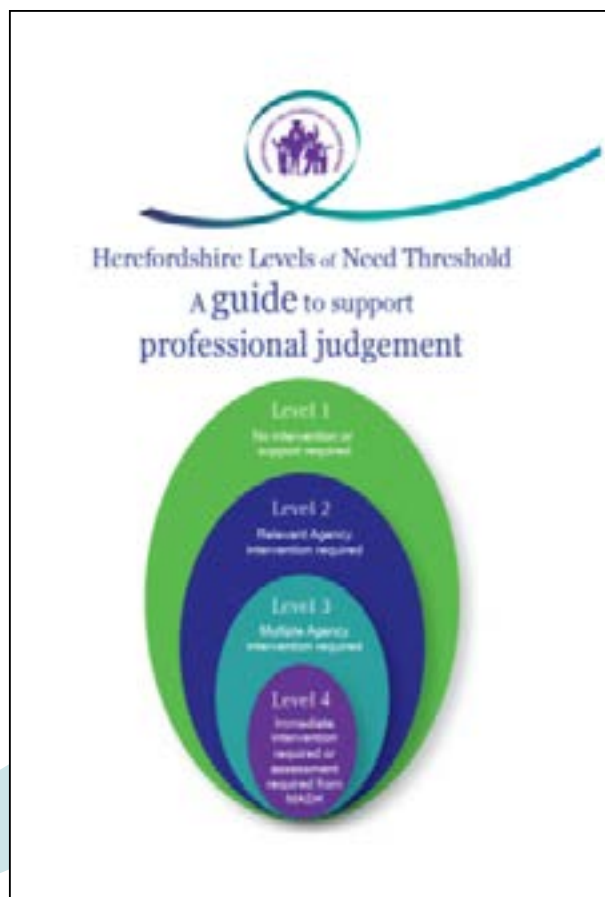 Herefordshire Levels of Need Threshold
A guide to support
professional judgement
Level 1
No intervention or
support required
Level 2
Relevant Agency
intervention required
Level 3
Multiple Agency
intervention required
Level 4
Immediate
intervention
required or
assessment
required from
MASH